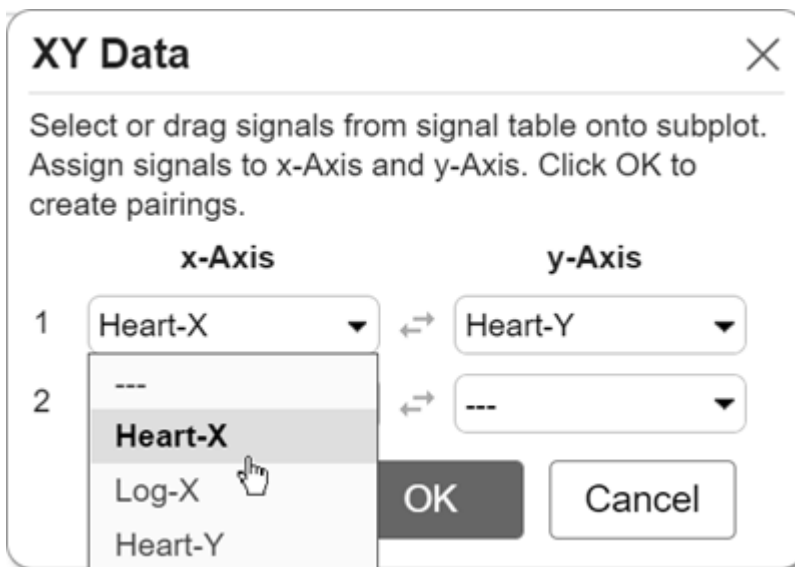 XY Data
Select or drag signals from signal table onto subplot.
Assign signals to x-Axis and y-Axis. Click OK to
create pairings.
x-Axis y-Axis
1 Heart-X Heart-Y
---
2 ---
Heart-X
Log-X
OK Cancel
Heart-Y